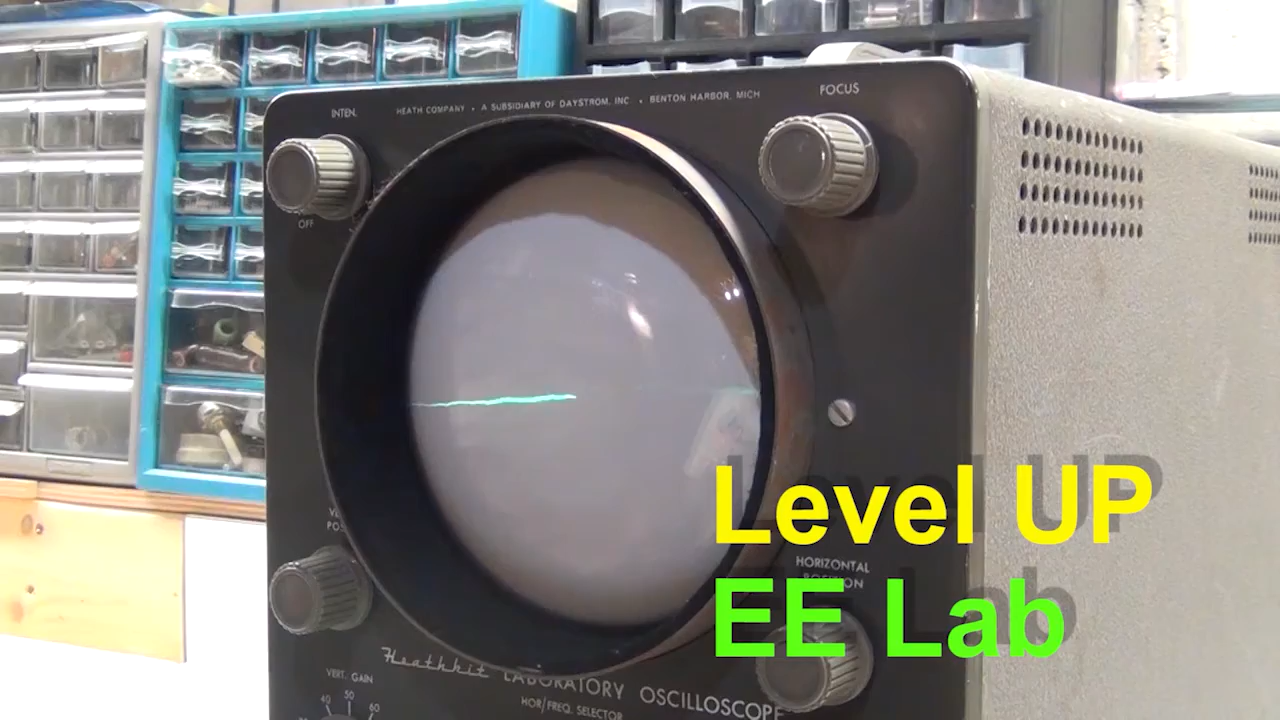 INTEN.
HEATH COMPANY • A SUBSIDIARY OF DAYSTROM, INC • BENTON HARBOR, MICH
FOCUS
OFF
Level UP
HORIZONTAL
POSITION
EE Lab
Heathkit LABORATORY OSCILLOSCOPE
VERT. GAIN
HOR/FREQ. SELECTOR
40 50 60